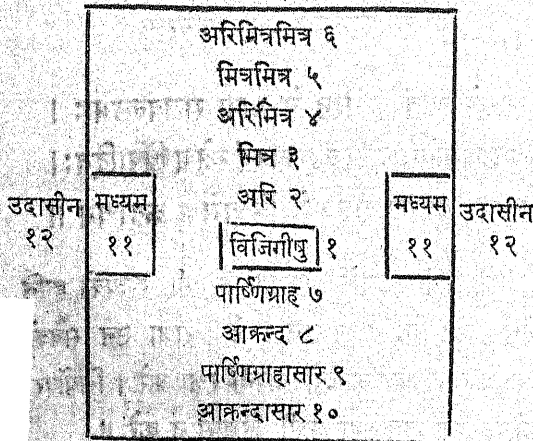 अरिमित्रमित्र ६
मित्रमित्र ५
अरिमित्र ४
मित्र ३
अरि २
उदासीन १२
मध्यम ११
विजिगीषु १
मध्यम ११
उदासीन १२
पार्ष्णिग्राह ७
आक्रन्द ८
पार्ष्णिग्राहासार ९
आक्रन्दासार १०